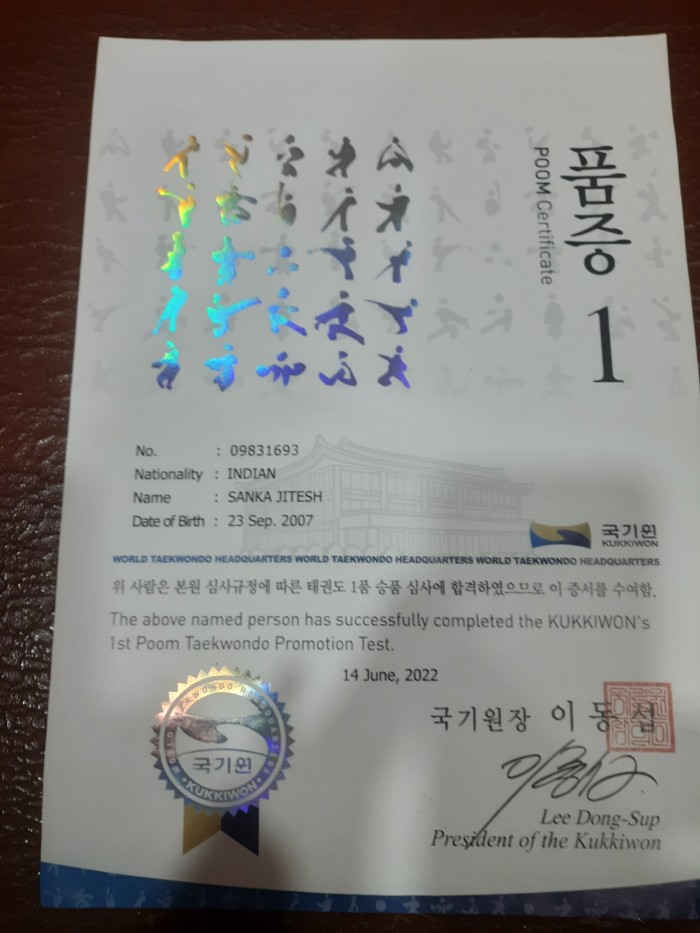 품증
POOM Certificate
1
No. : 09831693
Nationality : INDIAN
Name : SANKA JITESH
Date of Birth : 23 Sep. 2007
국기원
KUKKIWON
WORLD TAEKWONDO HEADQUARTERS WORLD TAEKWONDO HEADQUARTERS WORLD TAEKWONDO HEADQUARTERS
위 사람은 본원 심사규정에 따른 태권도 1품 승품 심사에 합격하였으므로 이 증서를 수여함.
The above named person has successfully completed the KUKKIWON's
1st Poom Taekwondo Promotion Test.
14 June, 2022
WORLD TAEKWONDO HEADQUARTERS
국기원
KUKKIWON
국기원장 이동섭
Lee Dong-Sup
President of the Kukkiwon